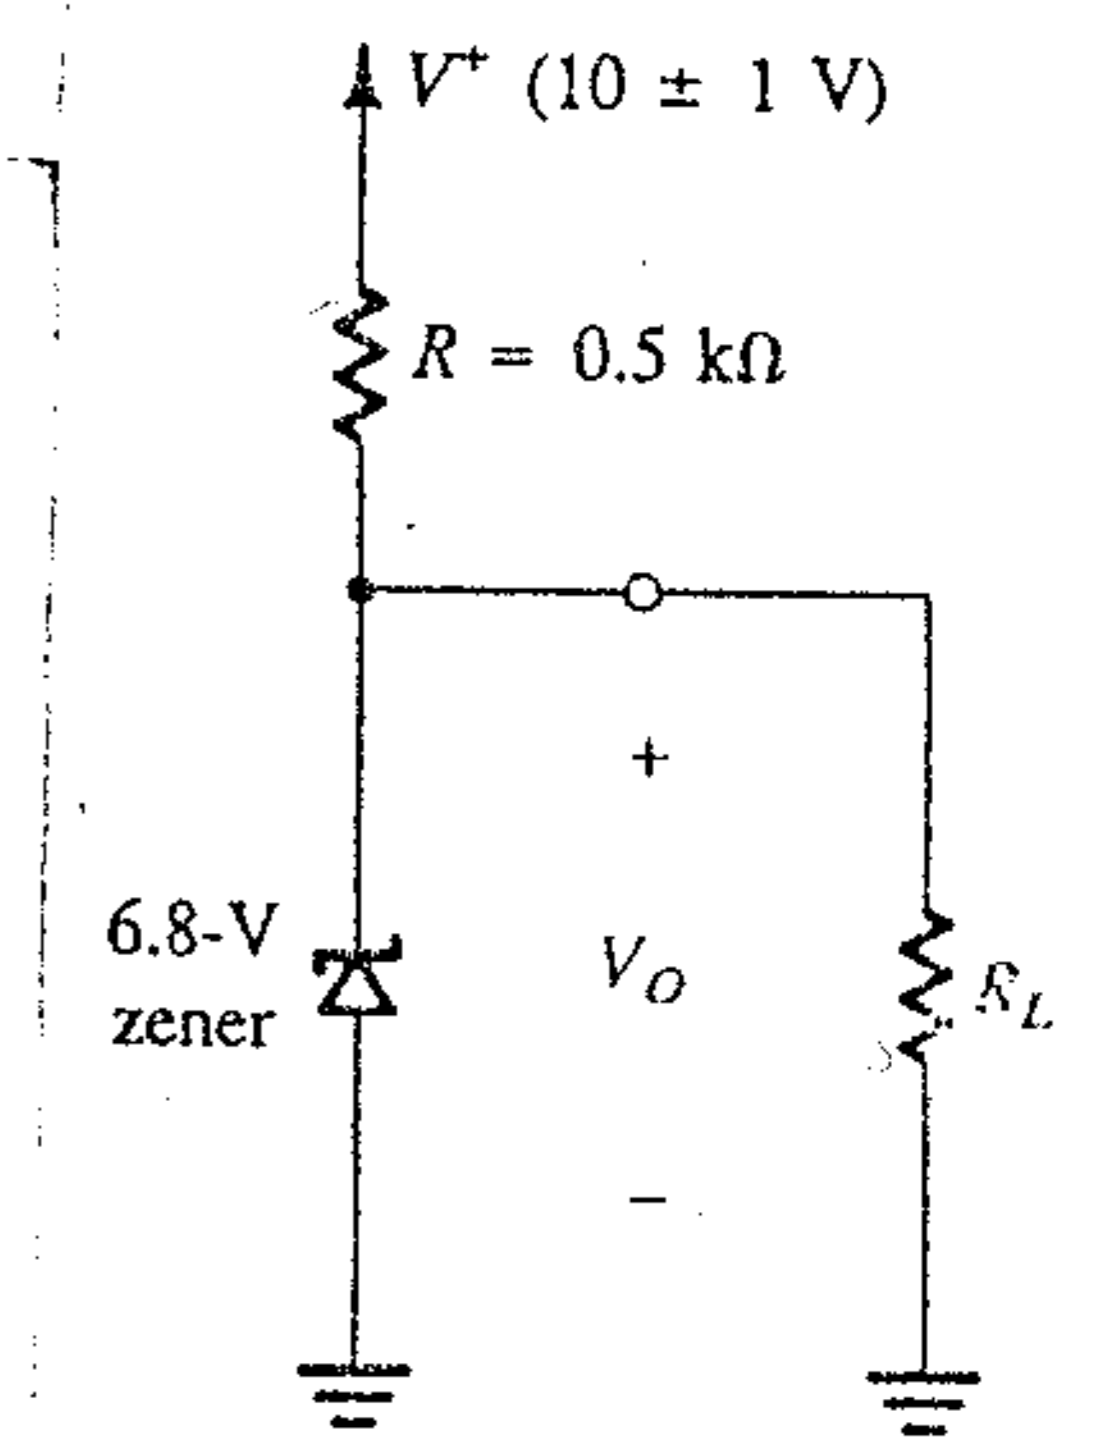 V⁺ (10 ± 1 V)
R = 0.5 kΩ
+
6.8-V
zener
V_O
R_L
−